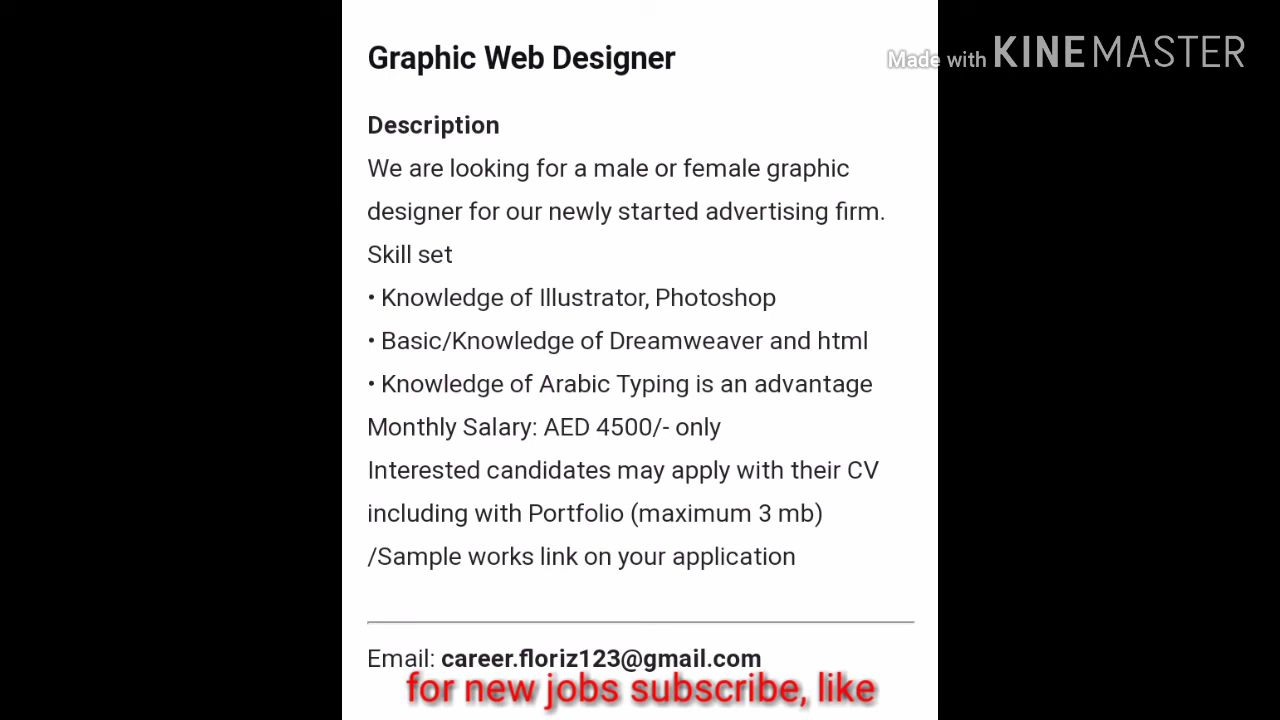 Graphic Web Designer
Made with KINEMASTER
Description
We are looking for a male or female graphic
designer for our newly started advertising firm.
Skill set
• Knowledge of Illustrator, Photoshop
• Basic/Knowledge of Dreamweaver and html
• Knowledge of Arabic Typing is an advantage
Monthly Salary: AED 4500/- only
Interested candidates may apply with their CV
including with Portfolio (maximum 3 mb)
/Sample works link on your application
Email: career.floriz123@gmail.com
for new jobs subscribe, like